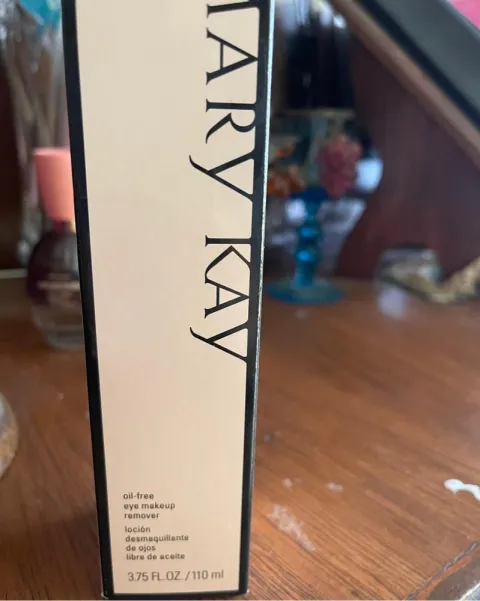 MARY KAY
oil-free
eye makeup
remover
loción
desmaquillante
de ojos
libre de aceite
3.75 FL.OZ./110 ml